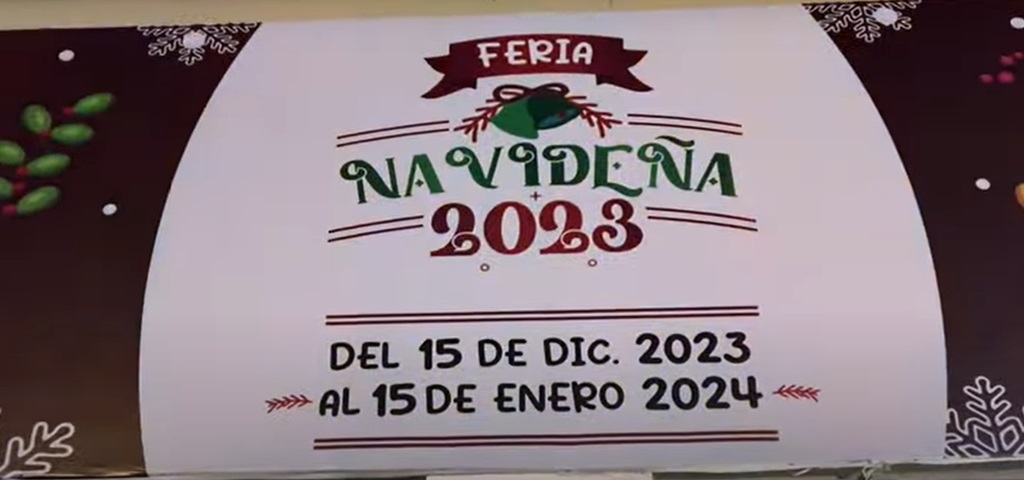 FERIA
NAVIDEÑA
2023
DEL 15 DE DIC. 2023
AL 15 DE ENERO 2024